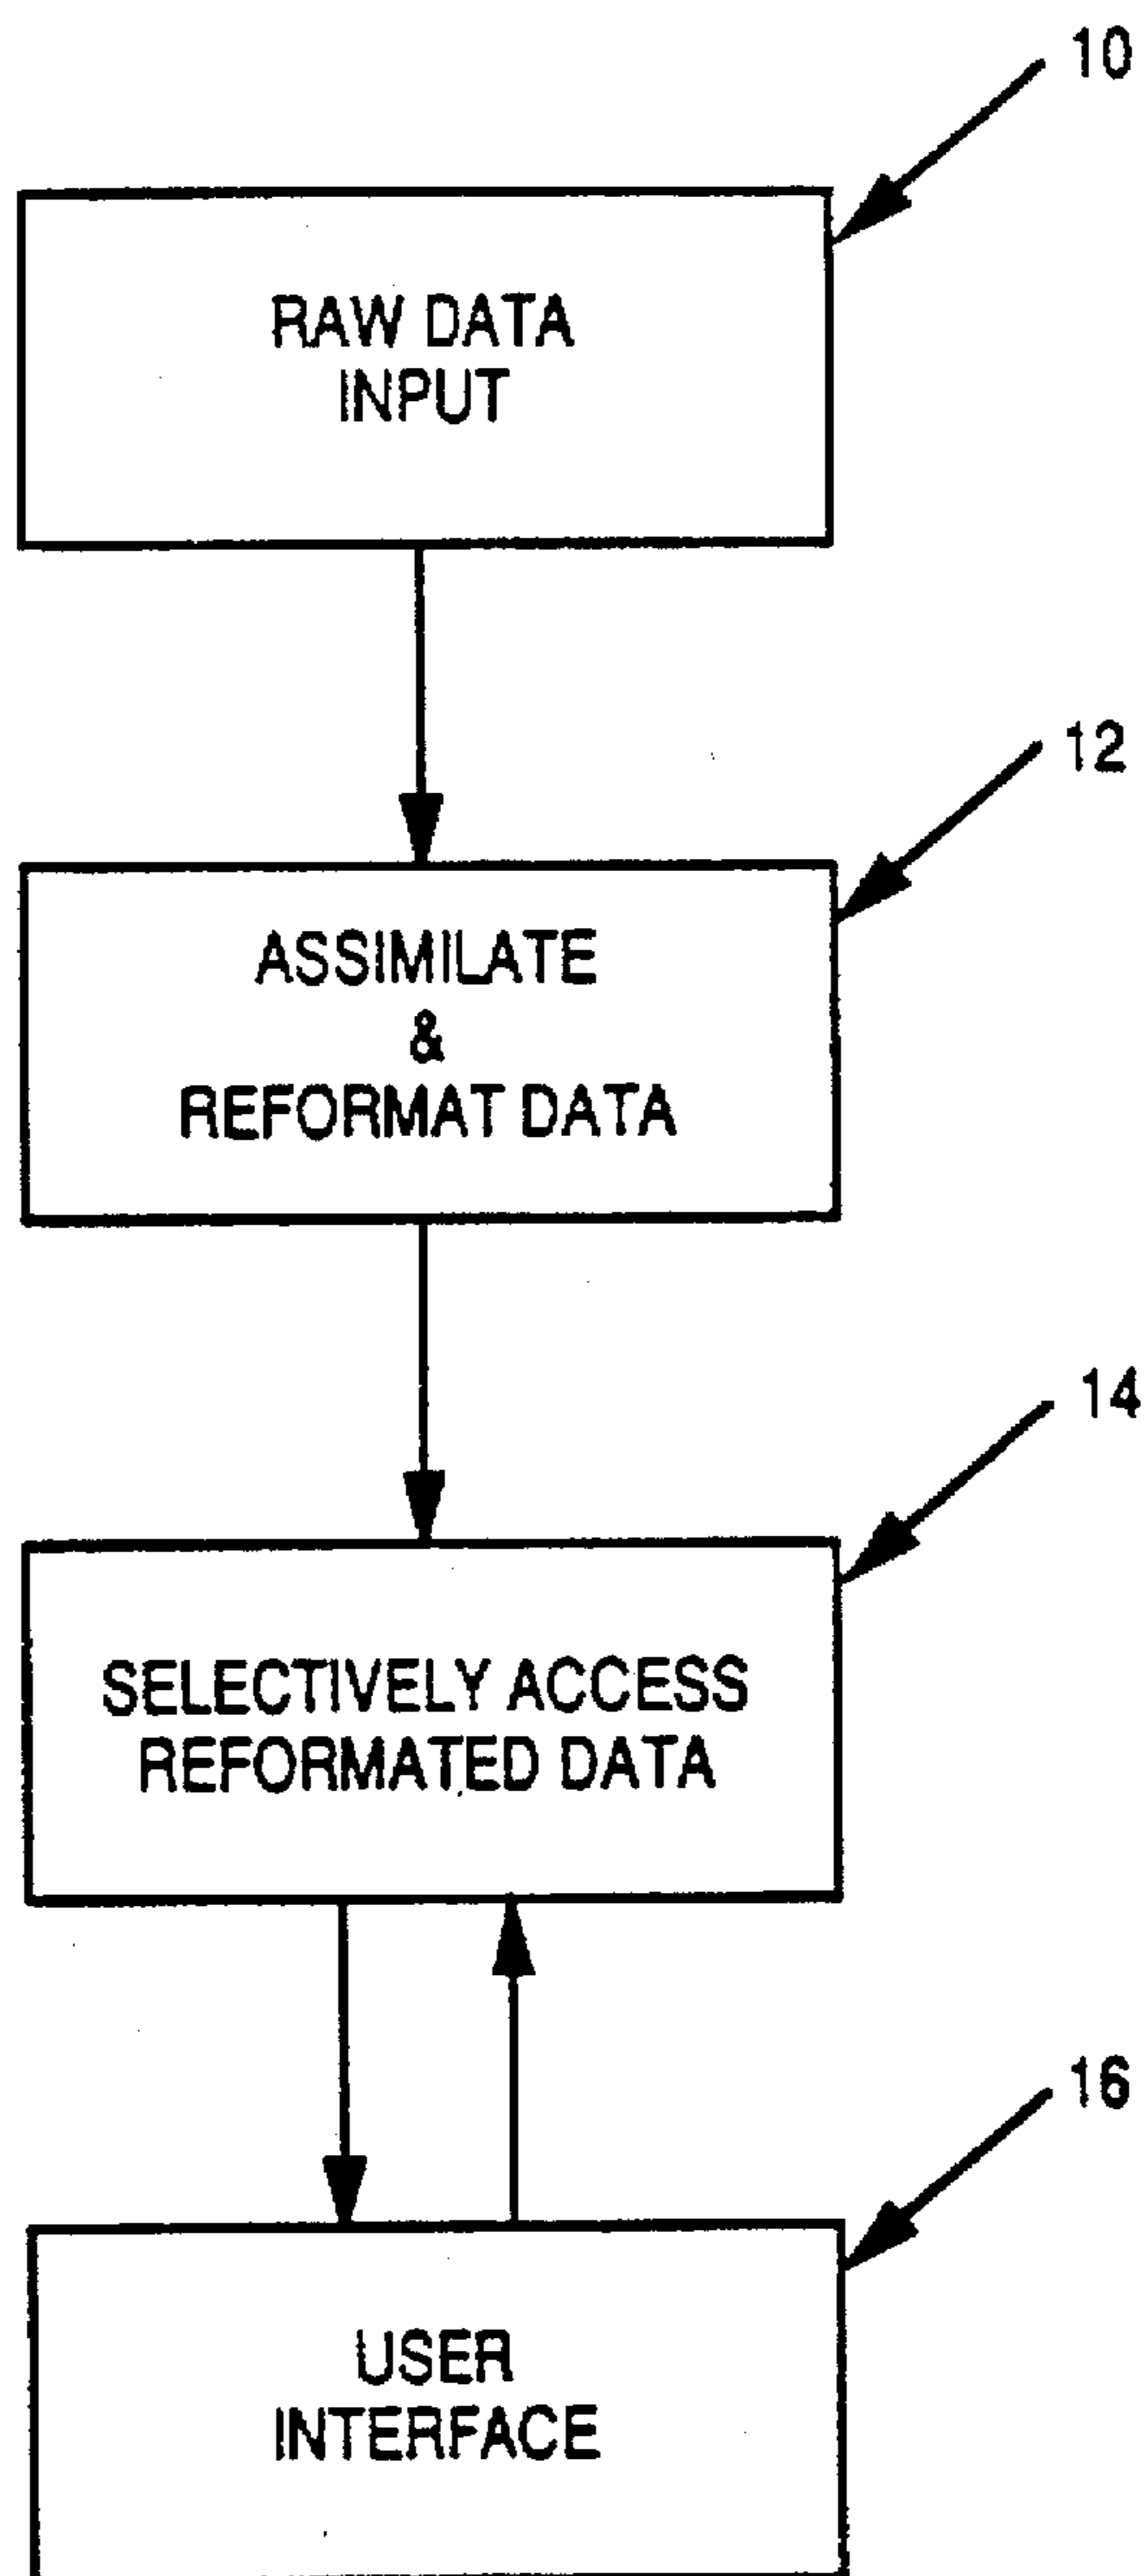 10
RAW DATA
INPUT
12
ASSIMILATE
&
REFORMAT DATA
14
SELECTIVELY ACCESS
REFORMATED DATA
16
USER
INTERFACE